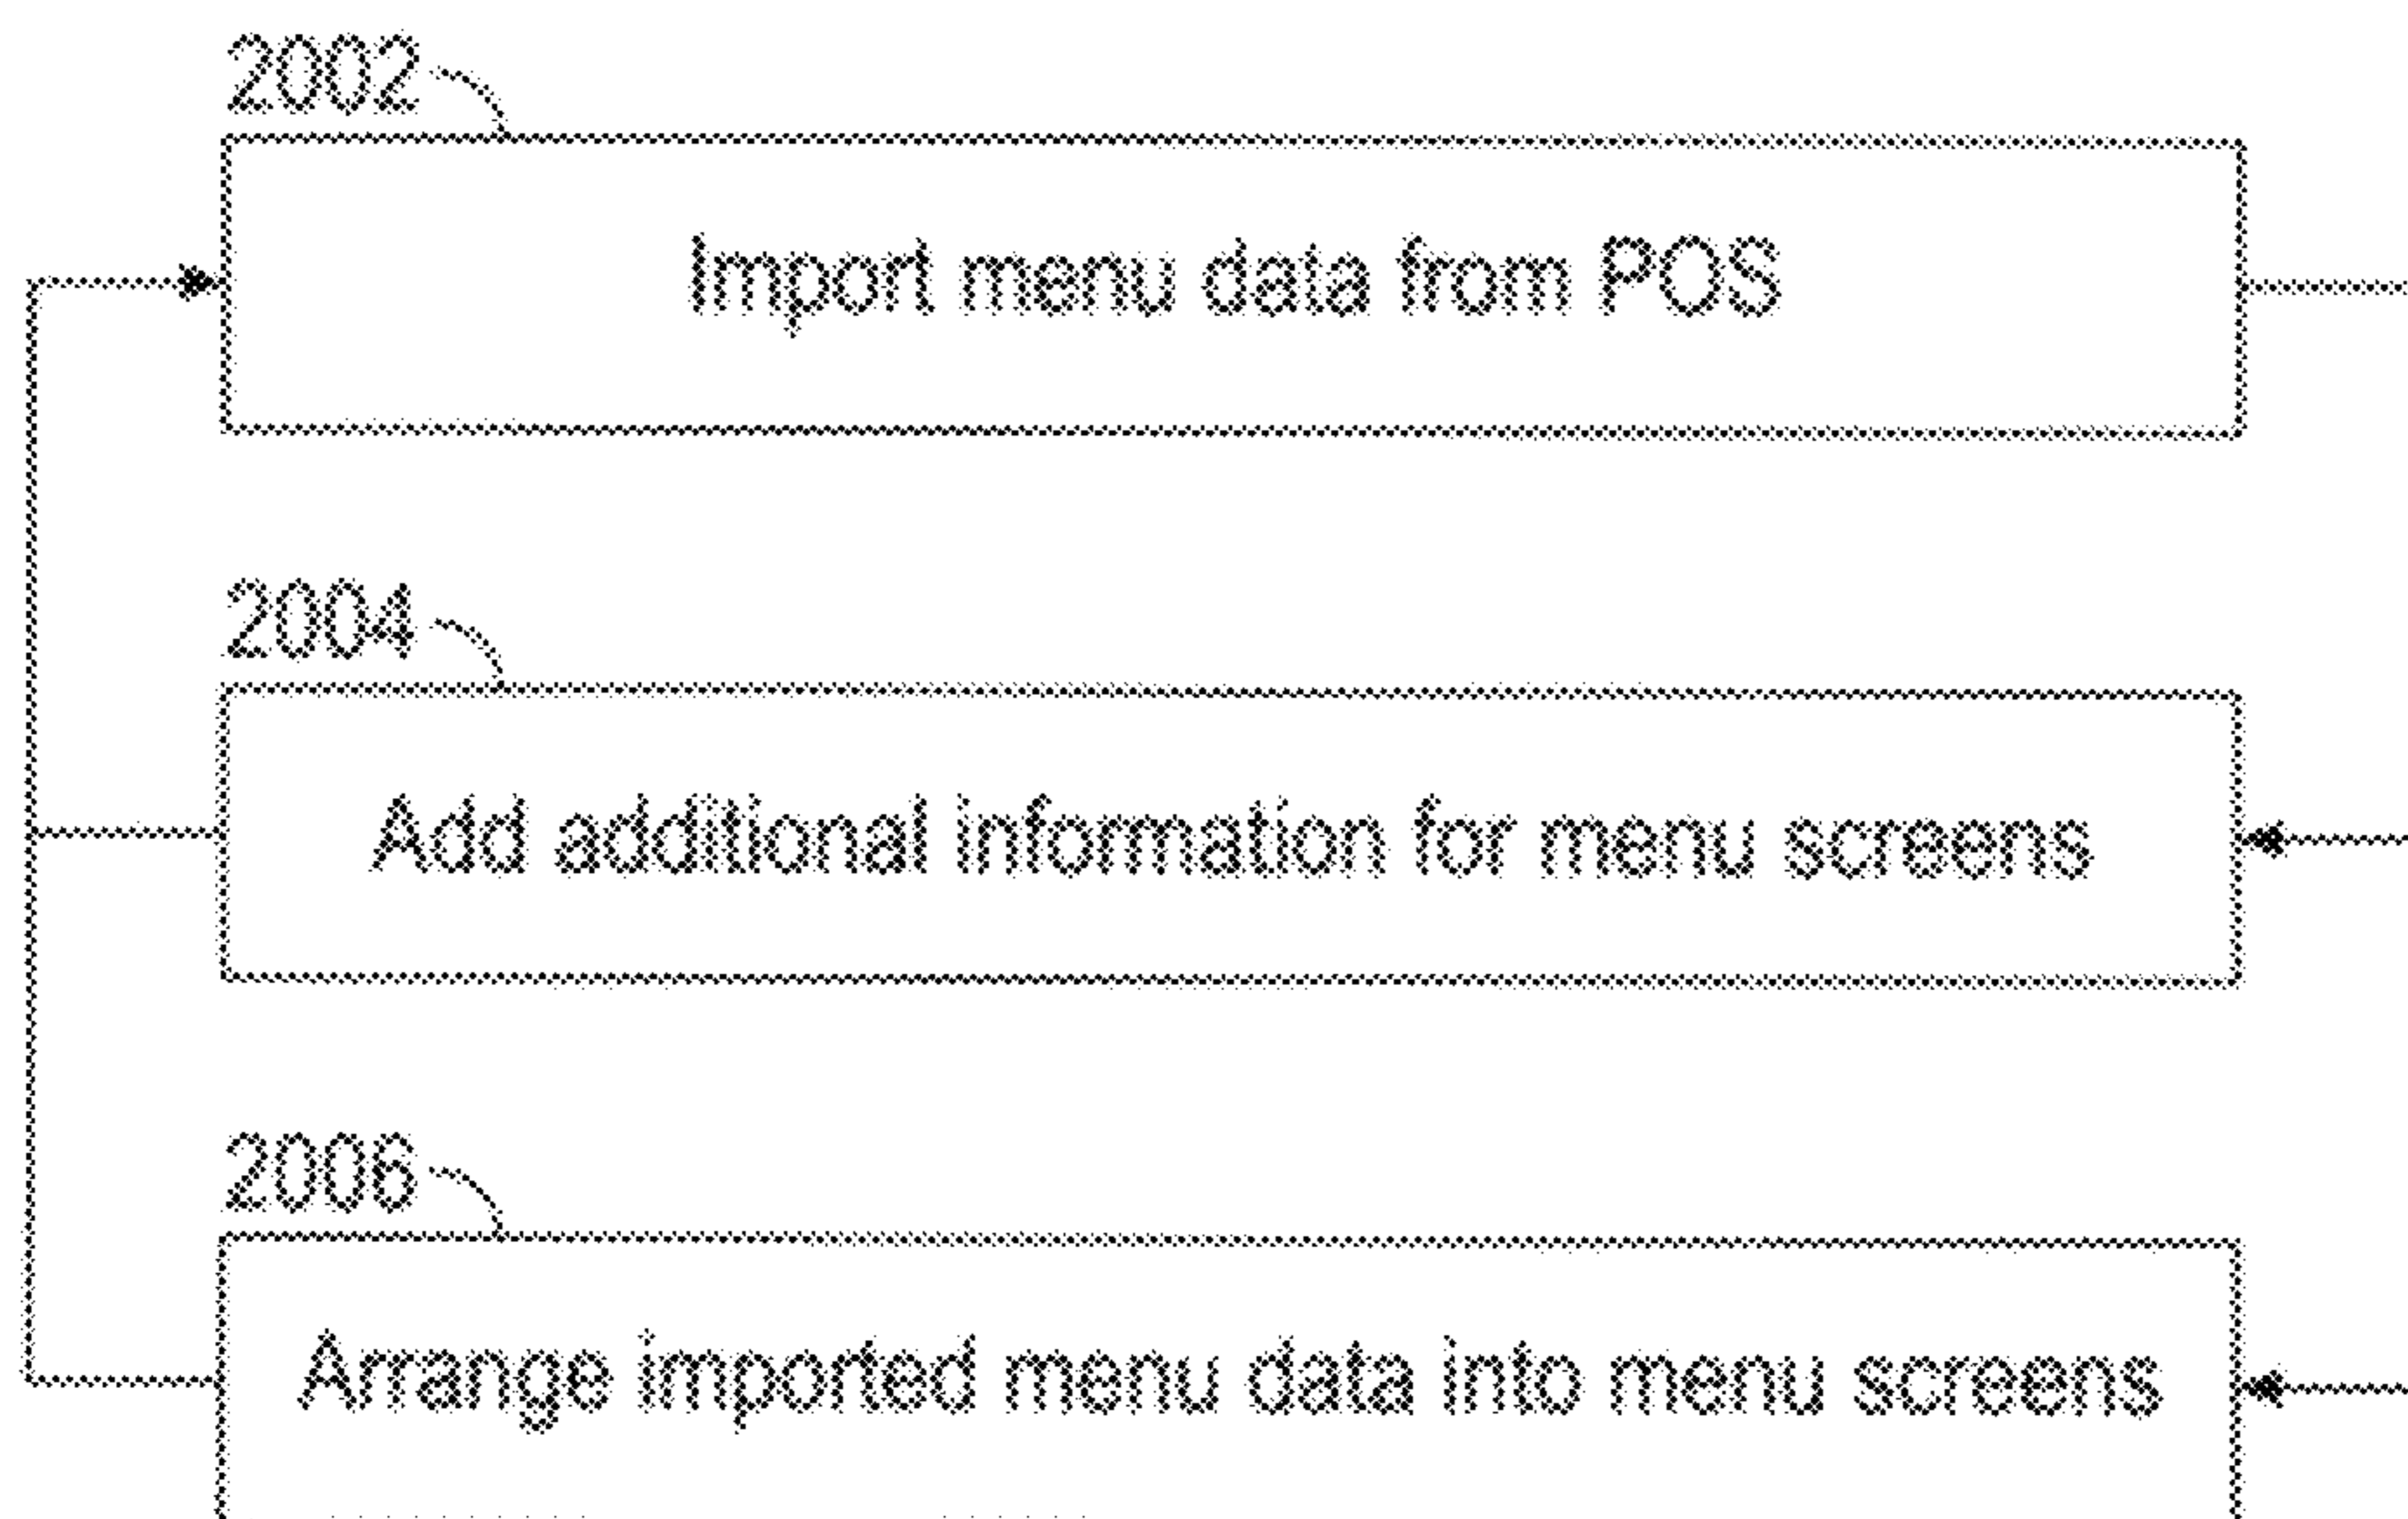 2002
Import menu data from POS
2004
Add additional information for menu screens
2006
Arrange imported menu data into menu screens